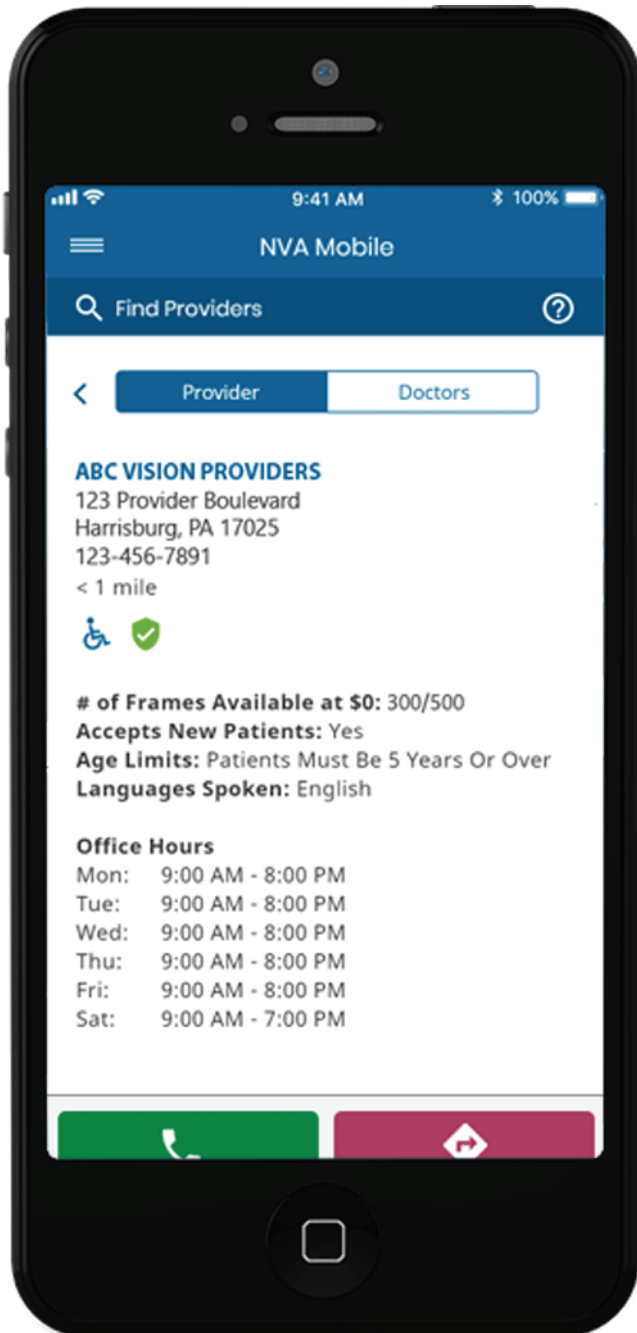 9:41 AM
100%
NVA Mobile
Find Providers
?
Provider
Doctors
ABC VISION PROVIDERS
123 Provider Boulevard
Harrisburg, PA 17025
123-456-7891
< 1 mile
# of Frames Available at $0: 300/500
Accepts New Patients: Yes
Age Limits: Patients Must Be 5 Years Or Over
Languages Spoken: English
Office Hours
Mon: 9:00 AM - 8:00 PM
Tue: 9:00 AM - 8:00 PM
Wed: 9:00 AM - 8:00 PM
Thu: 9:00 AM - 8:00 PM
Fri: 9:00 AM - 8:00 PM
Sat: 9:00 AM - 7:00 PM